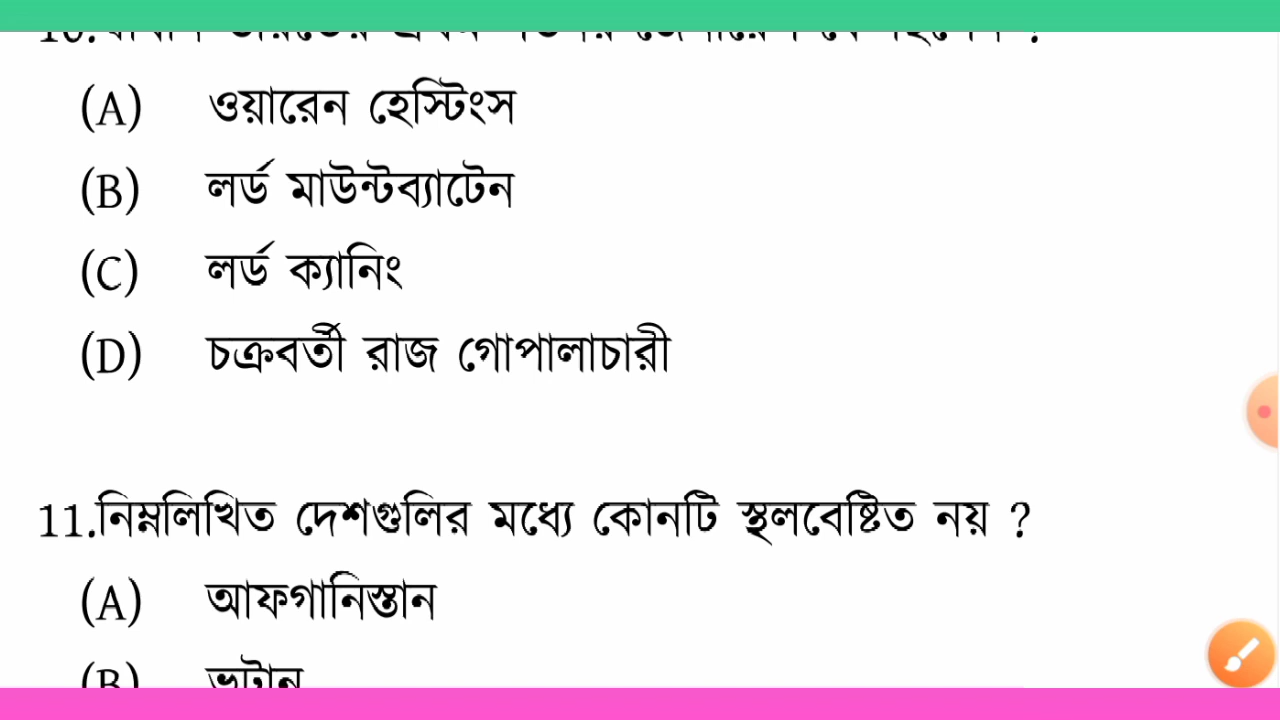 (A) ওয়ারেন হেস্টিংস
(B) লর্ড মাউন্টব্যাটেন
(C) লর্ড ক্যানিং
(D) চক্রবর্তী রাজ গোপালাচারী
11.নিম্নলিখিত দেশগুলির মধ্যে কোনটি স্থলবেষ্টিত নয় ?
(A) আফগানিস্তান
(B) ভুটান